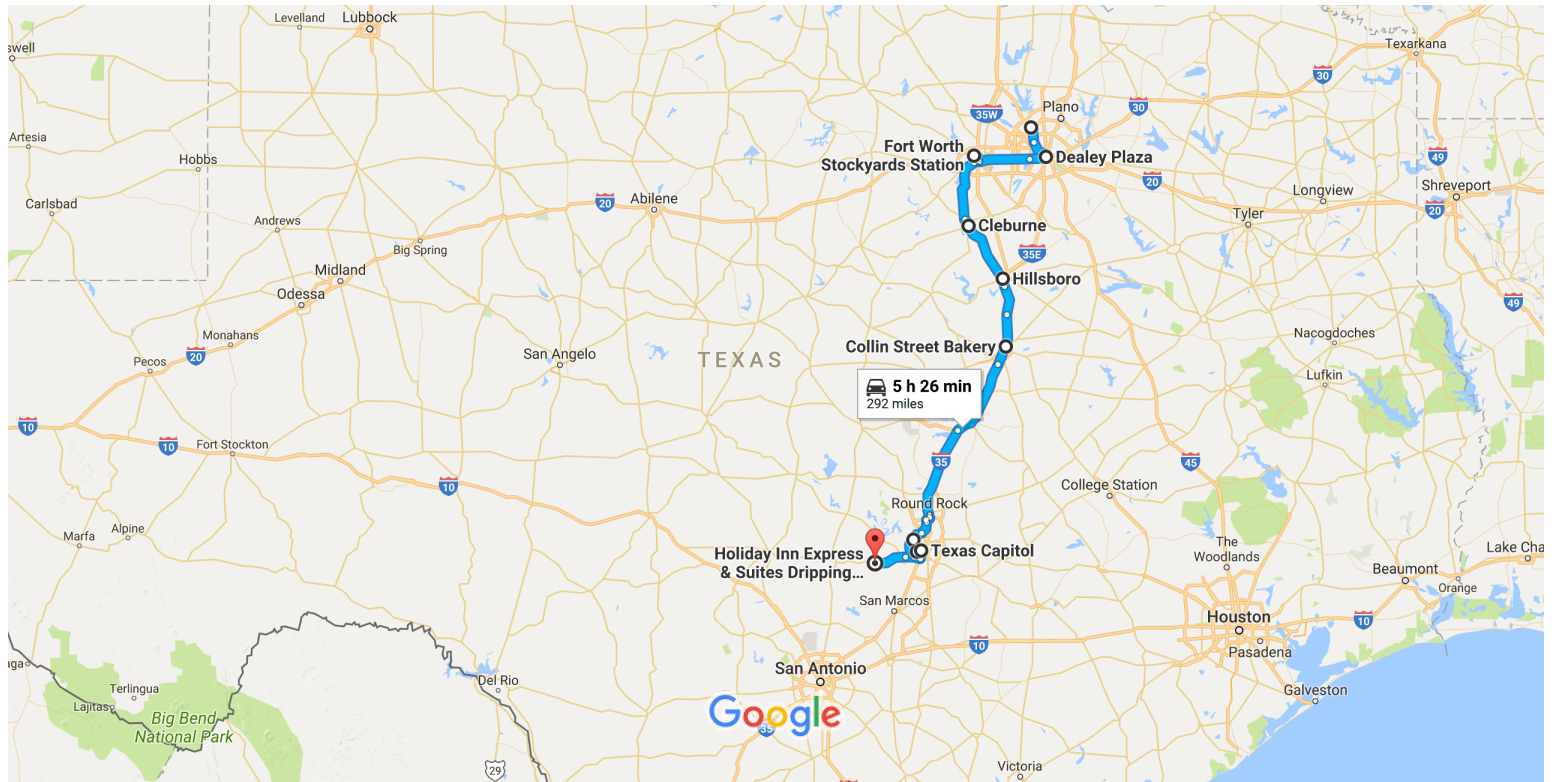 Levelland
Lubbock
swell
Texarkana
30
35W
Plano
30
Artesia
Hobbs
Fort Worth
Stockyards Station
Dealey Plaza
49
20
Longview
Shreveport
Carlsbad
Andrews
20
Abilene
Tyler
20
Cleburne
Big Spring
35E
Midland
Hillsboro
Odessa
49
Monahans
Nacogdoches
Pecos
20
San Angelo
TEXAS
Collin Street Bakery
Lufkin
5 h 26 min
292 miles
10
10
Fort Stockton
35
45
10
College Station
Round Rock
Marfa
Alpine
The
Woodlands
Lake Cha
Holiday Inn Express
& Suites Dripping...
Texas Capitol
Beaumont
Orange
San Marcos
Houston
10
10
Pasadena
aga
San Antonio
Del Rio
Terlingua
Lajitas
Big Bend
National Park
Galveston
Google
35
29
Victoria